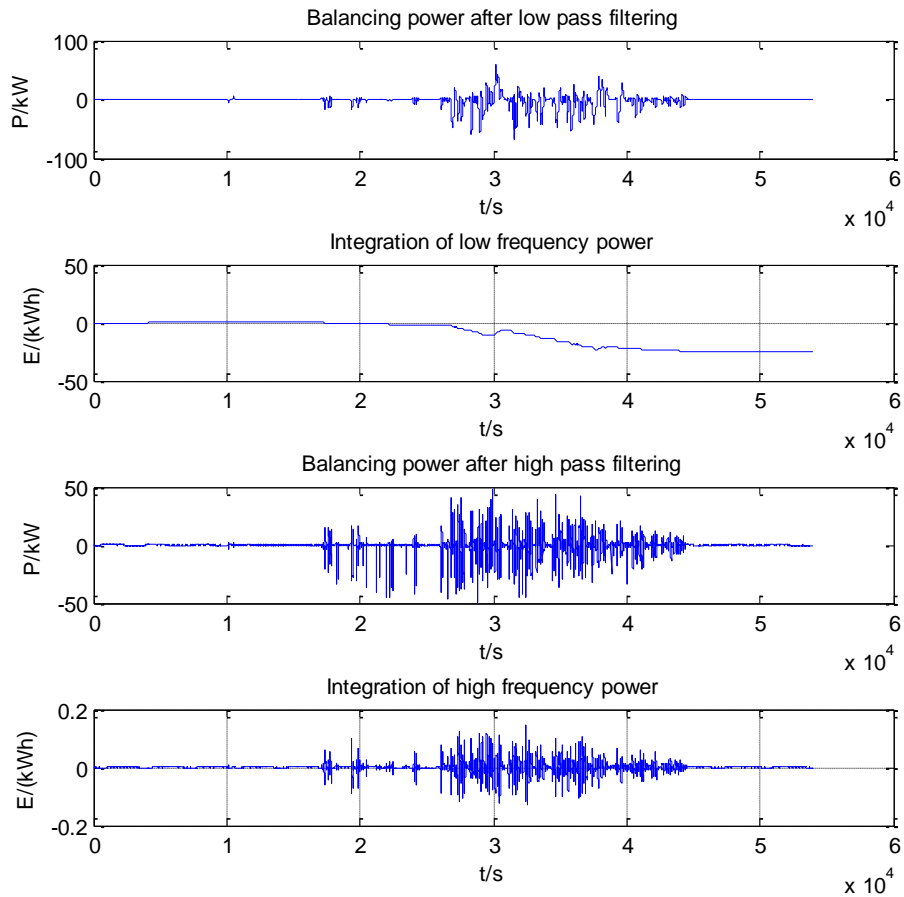 Balancing power after low pass filtering
100
0
-100
P/kW
0 1 2 3 4 5 6
t/s
x 10^4
Integration of low frequency power
50
0
-50
E/(kWh)
0 1 2 3 4 5 6
t/s
x 10^4
Balancing power after high pass filtering
50
0
-50
P/kW
0 1 2 3 4 5 6
t/s
x 10^4
Integration of high frequency power
0.2
0
-0.2
E/(kWh)
0 1 2 3 4 5 6
t/s
x 10^4